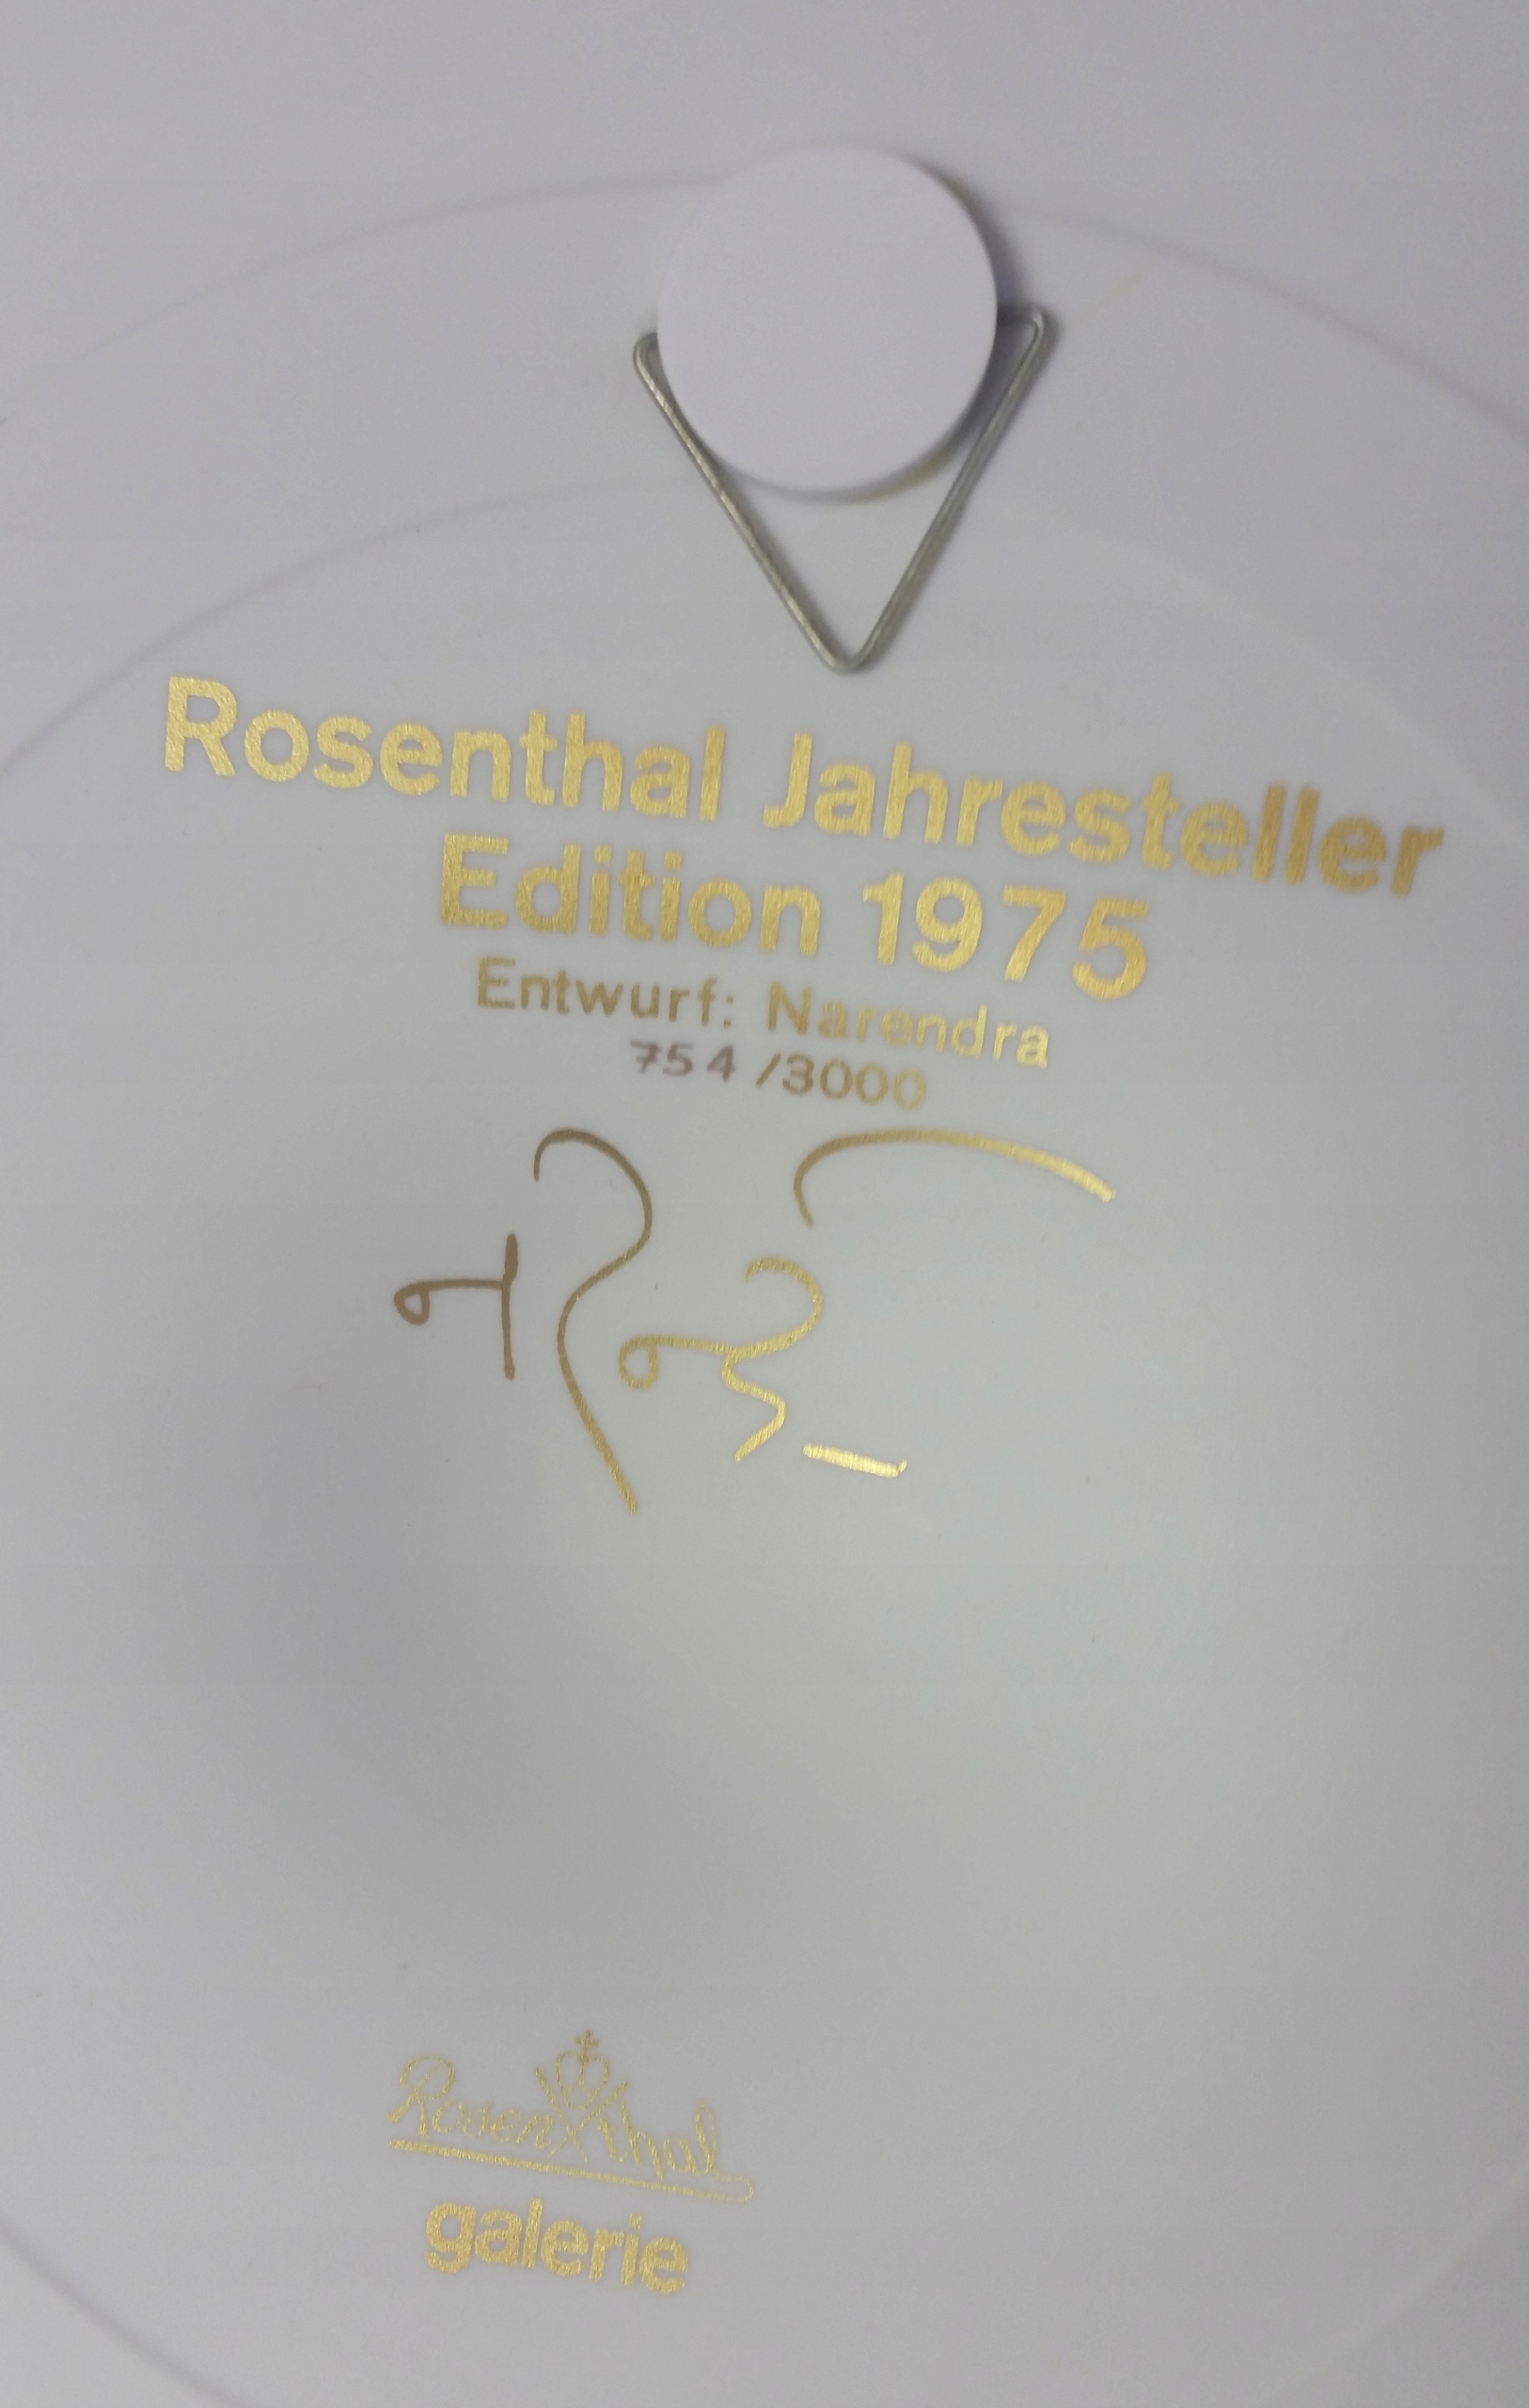 Rosenthal Jahresteller
Edition 1975
Entwurf: Narendra
754/3000
नरेन्द्र
Rosenthal
galerie